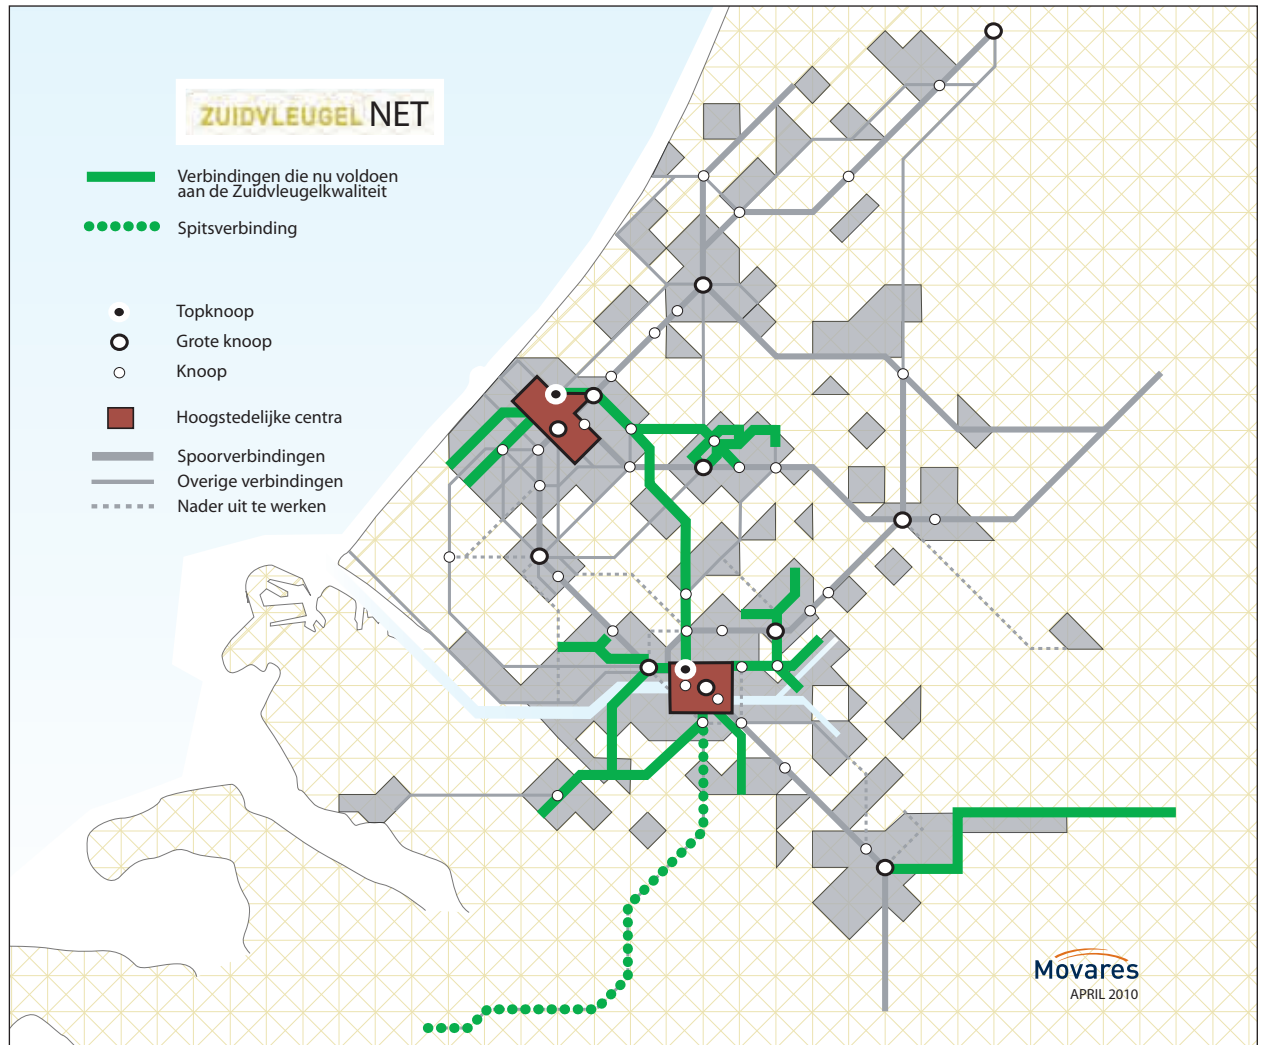 ZUIDVLEUGEL NET
Verbindingen die nu voldoen
aan de Zuidvleugelkwaliteit
Spitsverbinding
Topknoop
Grote knoop
Knoop
Hoogstedelijke centra
Spoorverbindingen
Overige verbindingen
Nader uit te werken
Movares
APRIL 2010